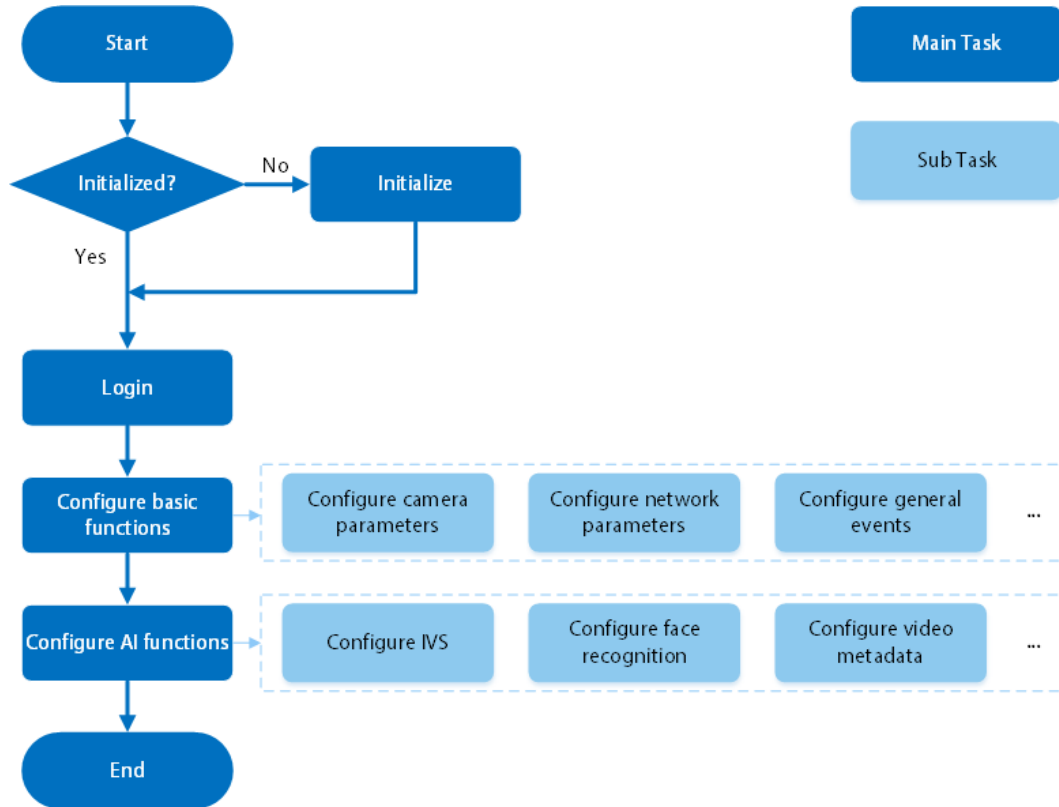 Start
Main Task
Sub Task
Initialized?
No
Initialize
Yes
Login
Configure basic
functions
Configure camera
parameters
Configure network
parameters
Configure general
events
...
Configure AI functions
Configure IVS
Configure face
recognition
Configure video
metadata
...
End